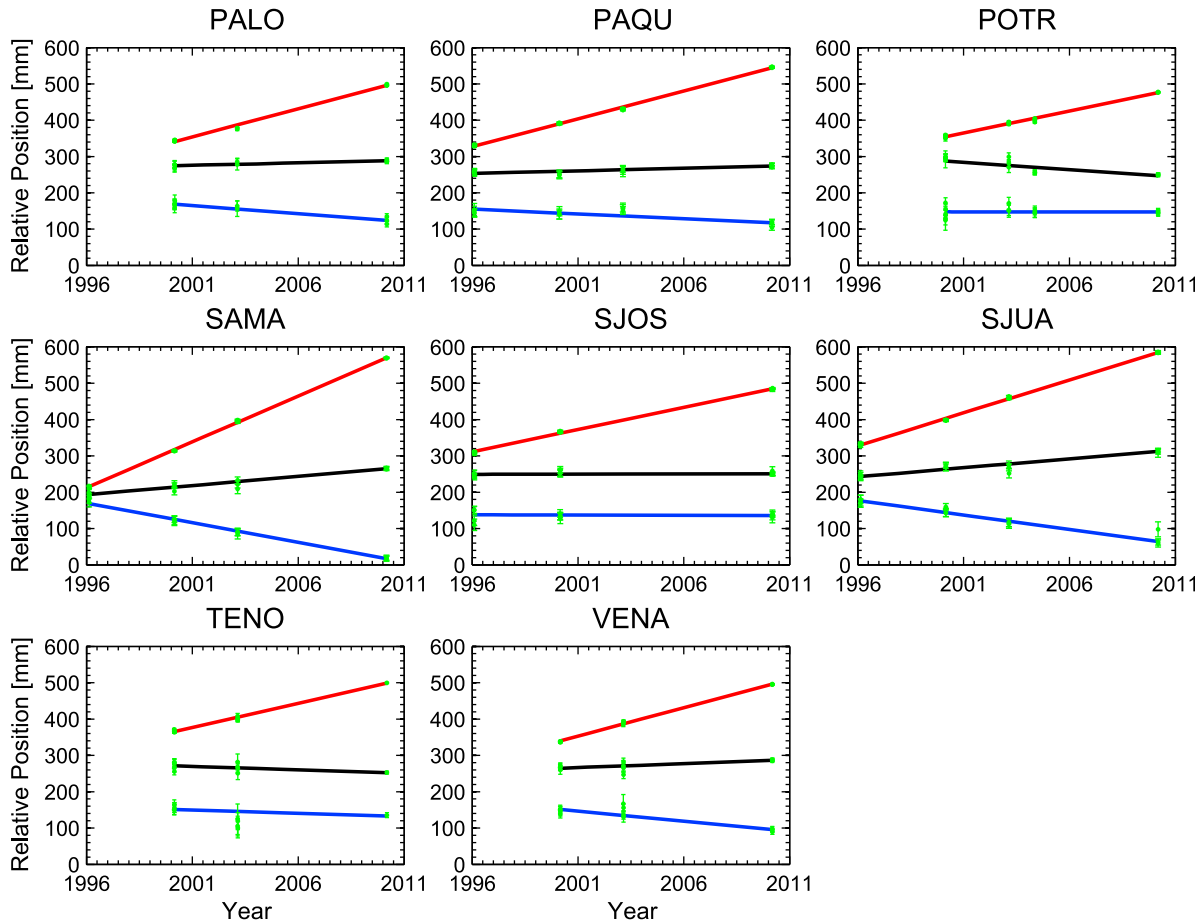 PALO PAQU POTR
Relative Position [mm]
600 600 600
500 500 500
400 400 400
300 300 300
200 200 200
100 100 100
0 0 0
1996 2001 2006 2011 1996 2001 2006 2011 1996 2001 2006 2011
SAMA SJOS SJUA
Relative Position [mm]
600 600 600
500 500 500
400 400 400
300 300 300
200 200 200
100 100 100
0 0 0
1996 2001 2006 2011 1996 2001 2006 2011 1996 2001 2006 2011
TENO VENA
Relative Position [mm]
600 600
500 500
400 400
300 300
200 200
100 100
0 0
1996 2001 2006 2011 1996 2001 2006 2011
Year Year